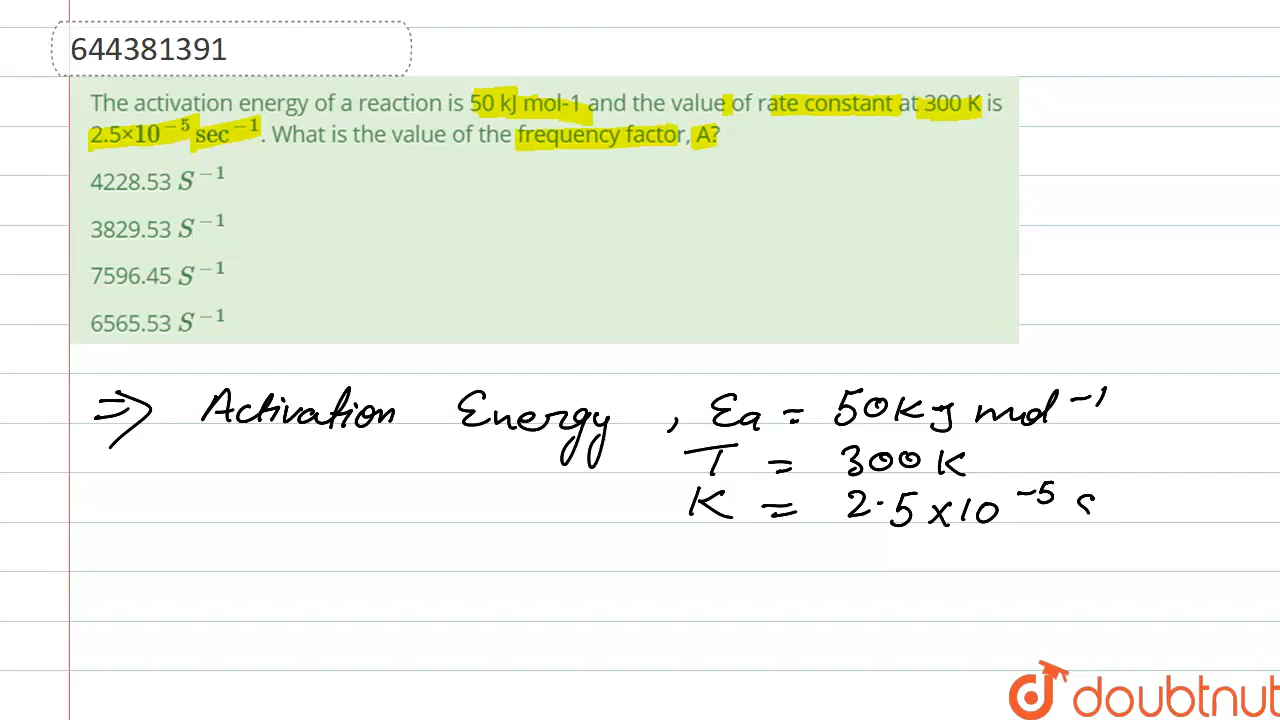 644381391
The activation energy of a reaction is 50 kJ mol-1 and the value of rate constant at 300 K is
2.5×10⁻⁵ sec⁻¹. What is the value of the frequency factor, A?
4228.53 S⁻¹
3829.53 S⁻¹
7596.45 S⁻¹
6565.53 S⁻¹
⇒ Activation Energy, Ea = 50 KJ mol⁻¹
T = 300 K
K = 2.5×10⁻⁵ S
doubtnut